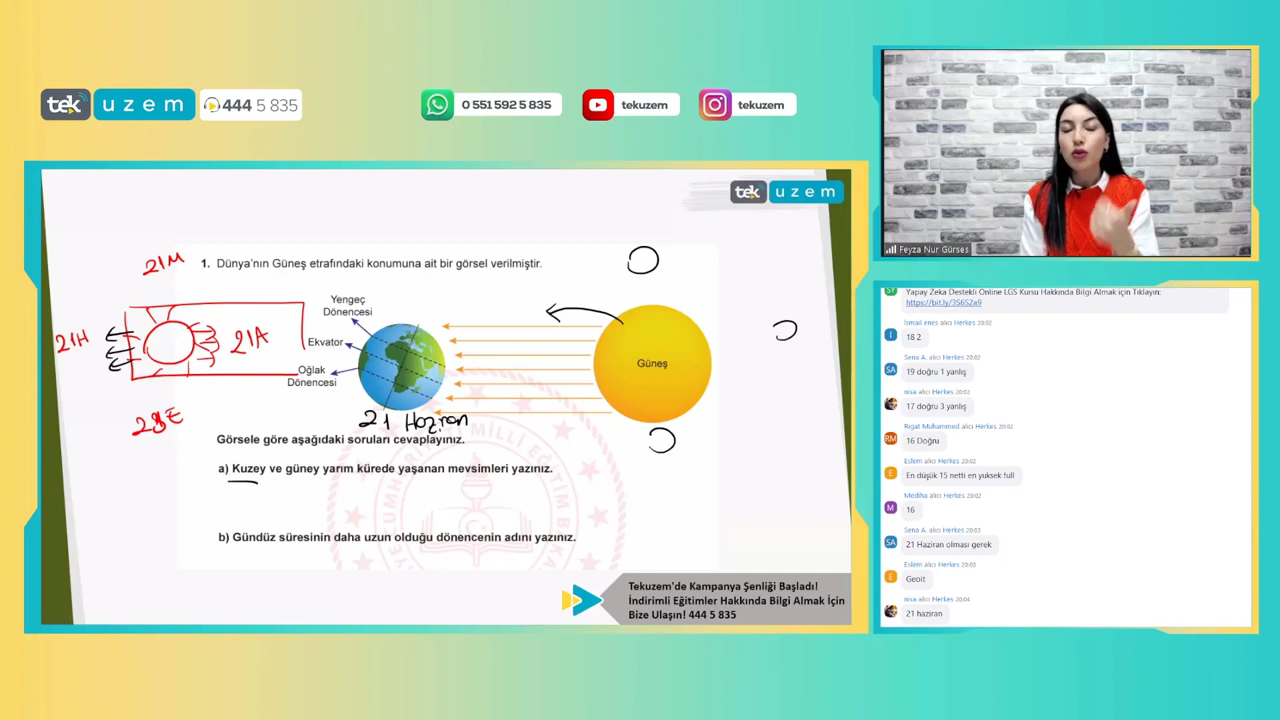 tek uzem 444 5 835
0 551 592 5 835
tekuzem
tekuzem
tek uzem
1. Dünya'nın Güneş etrafındaki konumuna ait bir görsel verilmiştir.
21M
21H
21A
Yengeç
Dönencesi
Ekvator
Oğlak
Dönencesi
Güneş
21 Haziran
Görsele göre aşağıdaki soruları cevaplayınız.
a) Kuzey ve güney yarım kürede yaşanan mevsimleri yazınız.
b) Gündüz süresinin daha uzun olduğu dönencenin adını yazınız.
Tekuzem'de Kampanya Şenliği Başladı!
İndirimli Eğitimler Hakkında Bilgi Almak İçin
Bize Ulaşın! 444 5 835
Feyza Nur Gürses
SY
Yapay Zeka Destekli Online LGS Kursu Hakkında Bilgi Almak için Tıklayın:
https://bit.ly/3S6S2a9
İsmail enes alıcı Herkes 20:02
I
18 2
Sena A. alıcı Herkes 20:02
SA
19 doğru 1 yanlış
nisa alıcı Herkes 20:02
17 doğru 3 yanlış
Rıgat Muhammed alıcı Herkes 20:02
RM
16 Doğru
Eslem alıcı Herkes 20:02
E
En düşük 15 netti en yuksek full
Mediha alıcı Herkes 20:02
M
16
Sena A. alıcı Herkes 20:03
SA
21 Haziran olması gerek
Eslem alıcı Herkes 20:03
E
Geoit
nisa alıcı Herkes 20:04
21 haziran